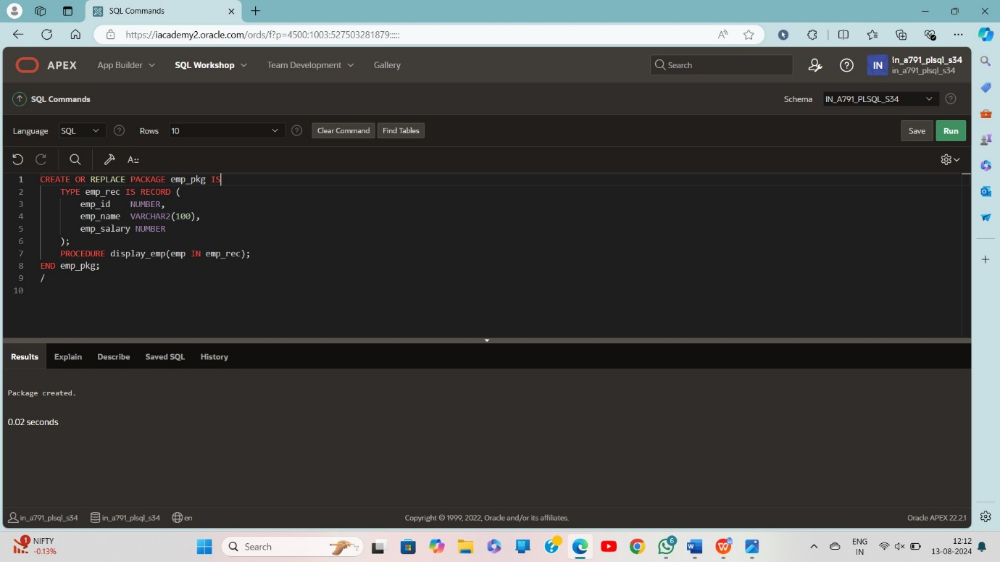 SQL Commands
https://iacademy2.oracle.com/ords/f?p=4500:1003:527503281879:::::
APEX App Builder SQL Workshop Team Development Gallery Search IN in_a791_plsql_s34
in_a791_plsql_s34
SQL Commands Schema IN_A791_PLSQL_S34
Language SQL Rows 10 Clear Command Find Tables Save Run
A::
1 CREATE OR REPLACE PACKAGE emp_pkg IS
2 TYPE emp_rec IS RECORD (
3 emp_id NUMBER,
4 emp_name VARCHAR2(100),
5 emp_salary NUMBER
6 );
7 PROCEDURE display_emp(emp IN emp_rec);
8 END emp_pkg;
9 /
10
Results Explain Describe Saved SQL History
Package created.
0.02 seconds
in_a791_plsql_s34 in_a791_plsql_s34 en Copyright © 1999, 2022, Oracle and/or its affiliates. Oracle APEX 22.2.1
1 NIFTY
-0.13%
Search
6
ENG
IN
12:12
13-08-2024